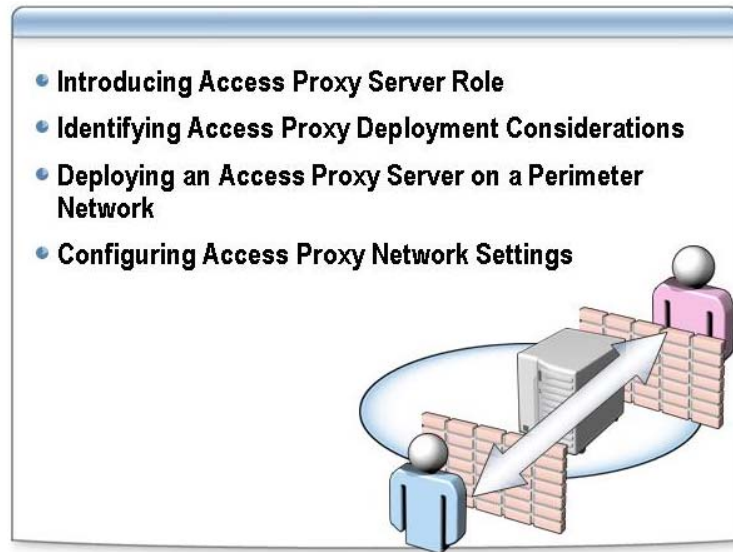 Introducing Access Proxy Server Role
Identifying Access Proxy Deployment Considerations
Deploying an Access Proxy Server on a Perimeter
Network
Configuring Access Proxy Network Settings